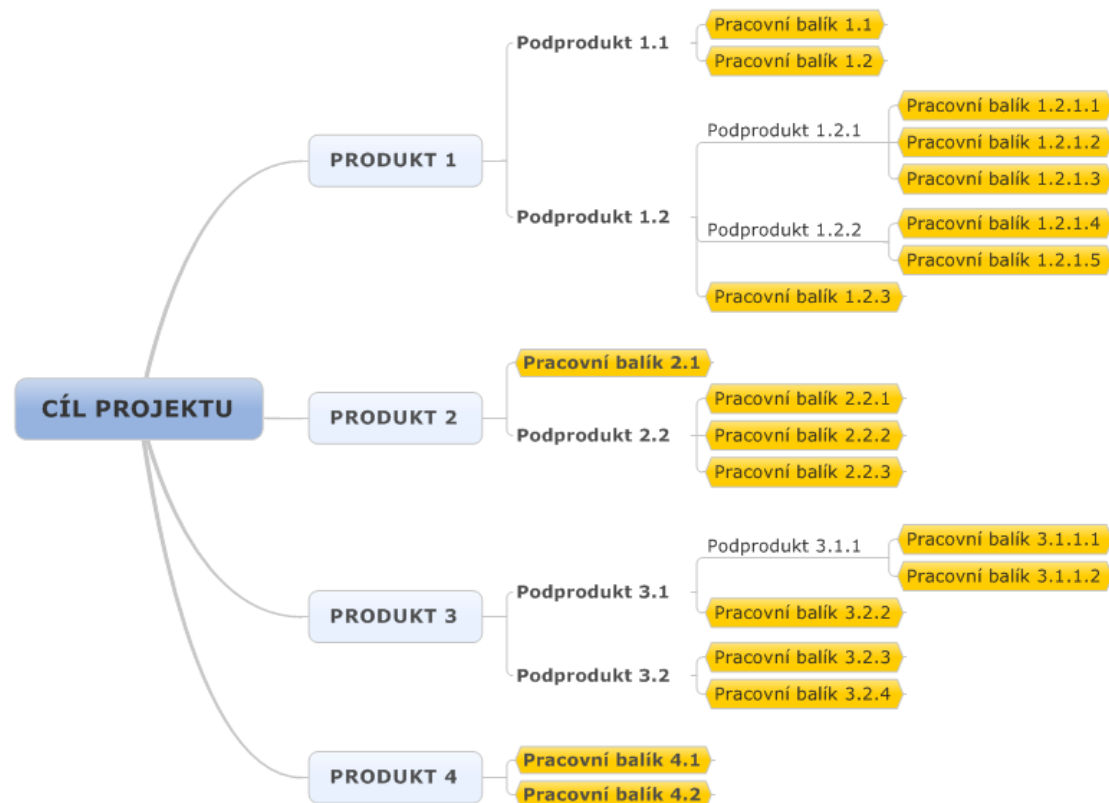 CÍL PROJEKTU
PRODUKT 1
Podprodukt 1.1
Pracovní balík 1.1
Pracovní balík 1.2
Podprodukt 1.2
Podprodukt 1.2.1
Pracovní balík 1.2.1.1
Pracovní balík 1.2.1.2
Pracovní balík 1.2.1.3
Podprodukt 1.2.2
Pracovní balík 1.2.1.4
Pracovní balík 1.2.1.5
Pracovní balík 1.2.3
PRODUKT 2
Pracovní balík 2.1
Podprodukt 2.2
Pracovní balík 2.2.1
Pracovní balík 2.2.2
Pracovní balík 2.2.3
PRODUKT 3
Podprodukt 3.1
Podprodukt 3.1.1
Pracovní balík 3.1.1.1
Pracovní balík 3.1.1.2
Pracovní balík 3.2.2
Podprodukt 3.2
Pracovní balík 3.2.3
Pracovní balík 3.2.4
PRODUKT 4
Pracovní balík 4.1
Pracovní balík 4.2